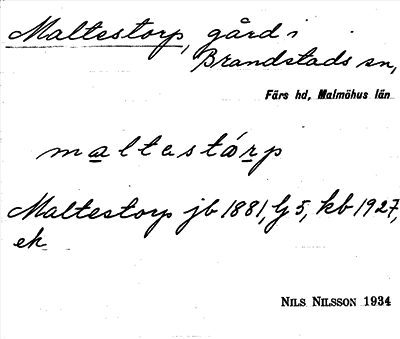 Maltestorp, gård i
Brandstads sn,
Färs hd, Malmöhus län
maltestårp
Maltestorp jb 1881, lj 5, kb 1927,
ek
NILS NILSSON 1934